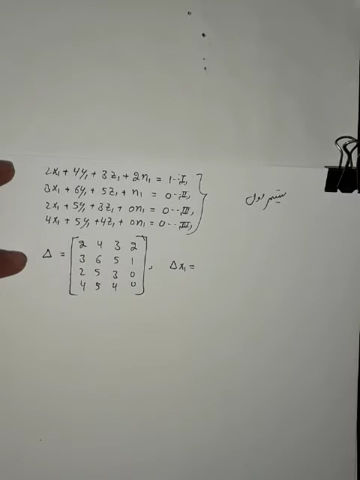 2x₁ + 4y₁ + 3z₁ + 2n₁ = 1 --- I,
3x₁ + 6y₁ + 5z₁ + n₁ = 0 --- II,
2x₁ + 5y₁ + 3z₁ + 0n₁ = 0 --- III,
4x₁ + 5y₁ + 4z₁ + 0n₁ = 0 --- IV,
Δ = [2 4 3 2
3 6 5 1
2 5 3 0
4 5 4 0], Δx₁ =